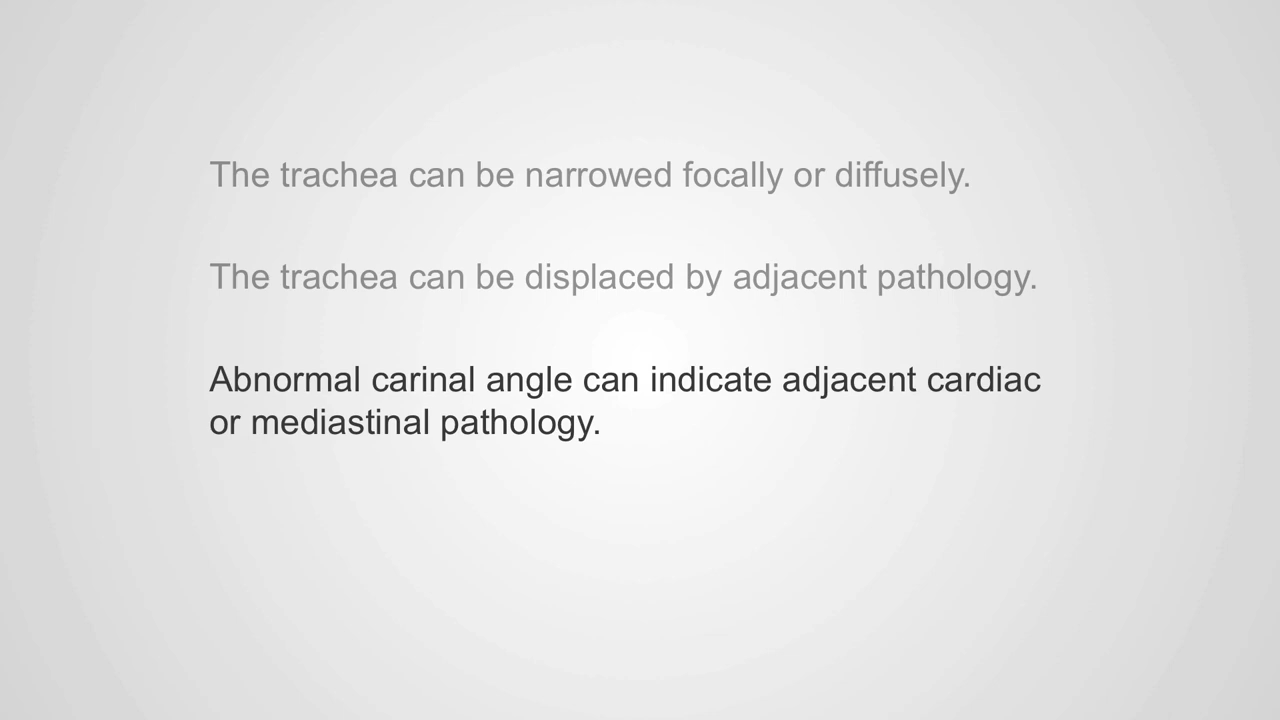 The trachea can be narrowed focally or diffusely.
The trachea can be displaced by adjacent pathology.
Abnormal carinal angle can indicate adjacent cardiac
or mediastinal pathology.